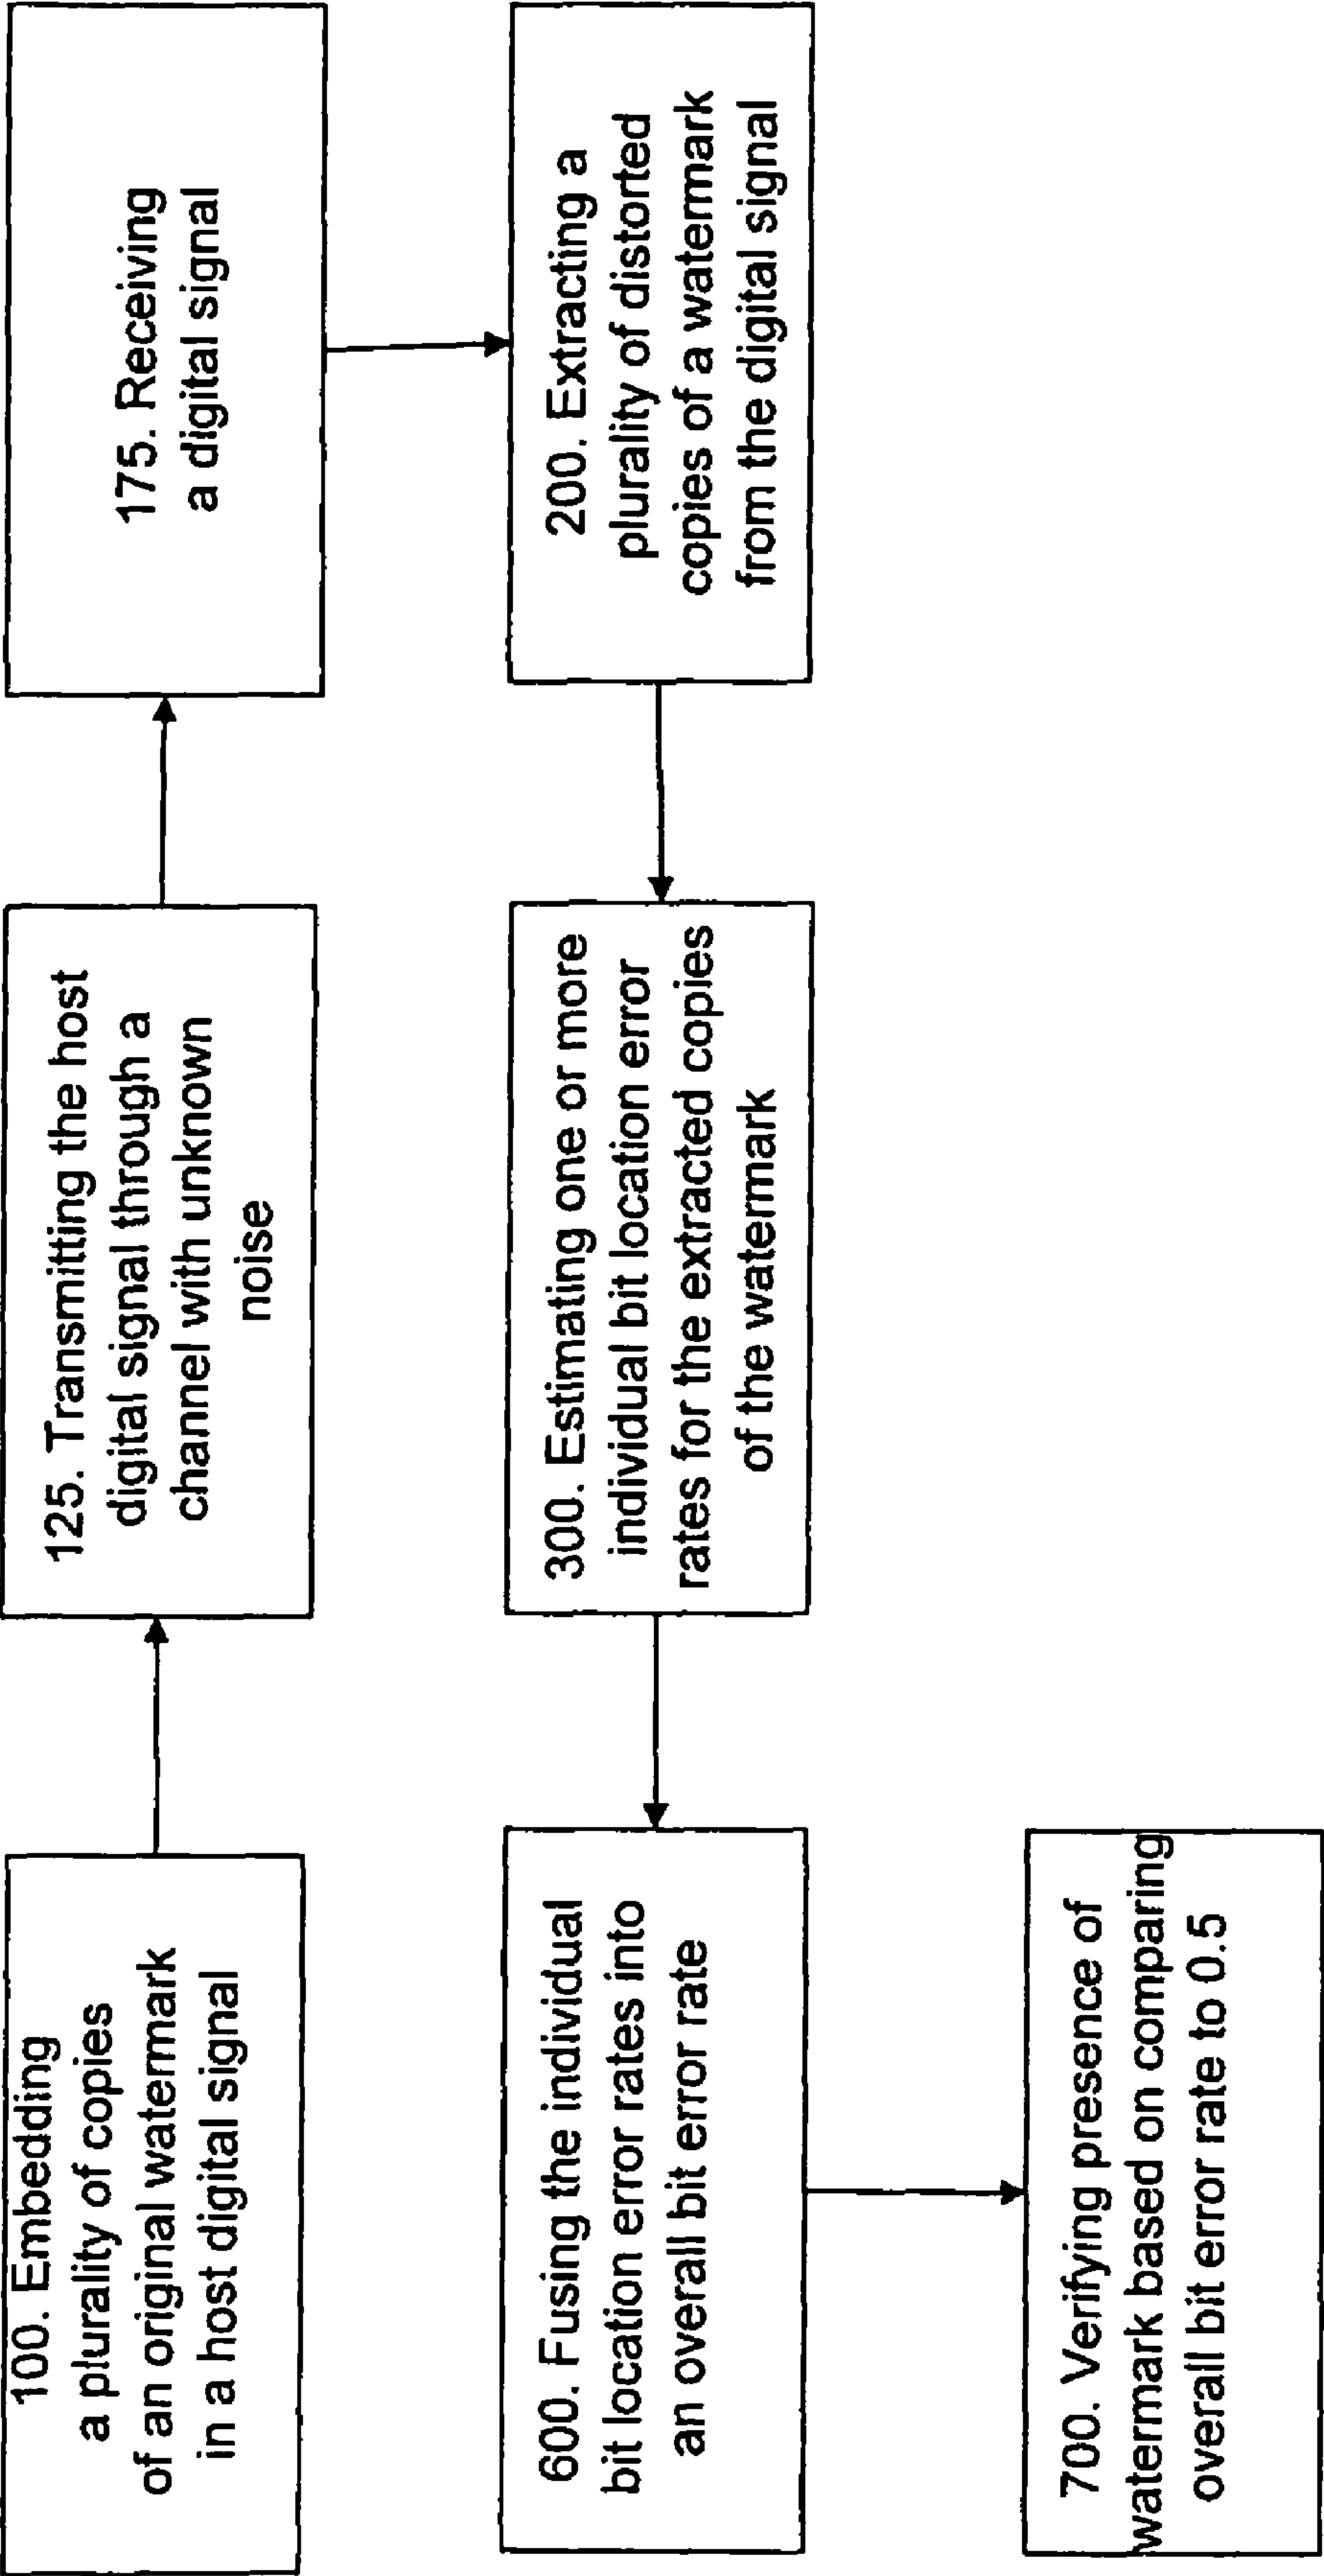 100. Embedding
a plurality of copies
of an original watermark
in a host digital signal
125. Transmitting the host
digital signal through a
channel with unknown
noise
175. Receiving
a digital signal
200. Extracting a
plurality of distorted
copies of a watermark
from the digital signal
300. Estimating one or more
individual bit location error
rates for the extracted copies
of the watermark
600. Fusing the individual
bit location error rates into
an overall bit error rate
700. Verifying presence of
watermark based on comparing
overall bit error rate to 0.5